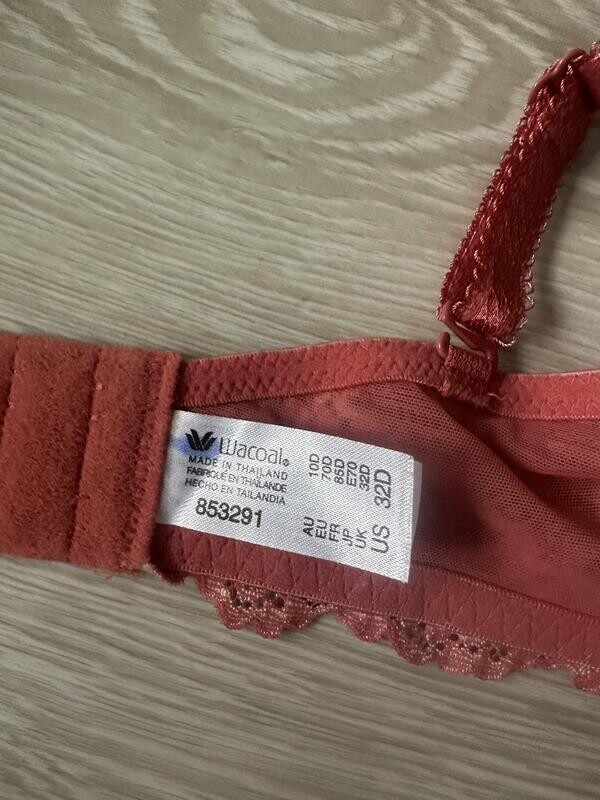 Wacoal®
MADE IN THAILAND
FABRIQUÉ EN THAÏLANDE
HECHO EN TAILANDIA
853291
AU 10D
EU 70D
FR 85D
JP E70
UK 32D
US 32D